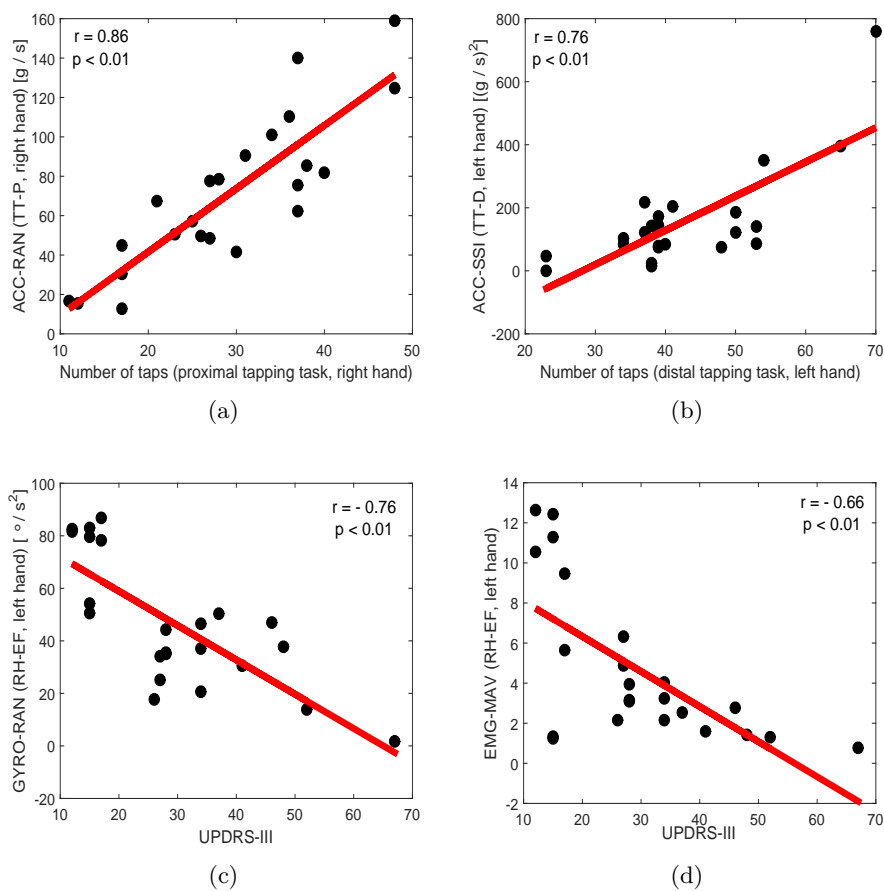 r = 0.86
p < 0.01
ACC-RAN (TT-P, right hand) [g / s]
160
140
120
100
80
60
40
20
0
10 20 30 40 50
Number of taps (proximal tapping task, right hand)
(a)
r = 0.76
p < 0.01
ACC-SSI (TT-D, left hand) [(g / s)²]
800
600
400
200
0
-200
20 30 40 50 60 70
Number of taps (distal tapping task, left hand)
(b)
r = - 0.76
p < 0.01
GYRO-RAN (RH-EF, left hand) [ ∘/ s²]
100
80
60
40
20
0
-20
10 20 30 40 50 60 70
UPDRS-III
(c)
r = - 0.66
p < 0.01
EMG-MAV (RH-EF, left hand)
14
12
10
8
6
4
2
0
-2
10 20 30 40 50 60 70
UPDRS-III
(d)